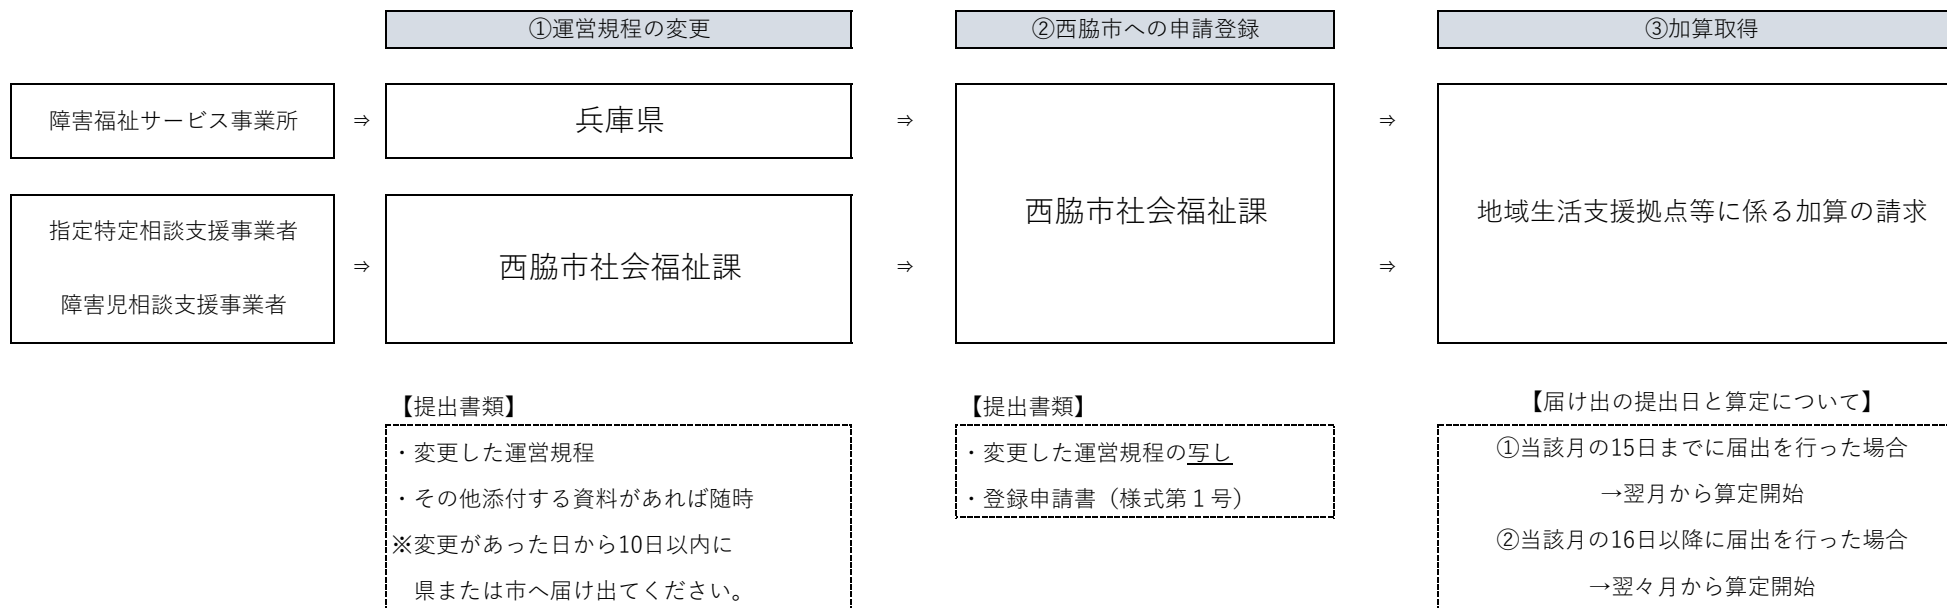 ①運営規程の変更
②西脇市への申請登録
③加算取得
障害福祉サービス事業所
⇒
兵庫県
⇒
⇒
指定特定相談支援事業者
障害児相談支援事業者
⇒
西脇市社会福祉課
⇒
西脇市社会福祉課
⇒
地域生活支援拠点等に係る加算の請求
【提出書類】
・変更した運営規程
・その他添付する資料があれば随時
※変更があった日から10日以内に
県または市へ届け出てください。
【提出書類】
・変更した運営規程の写し
・登録申請書（様式第１号）
【届け出の提出日と算定について】
①当該月の15日までに届出を行った場合
→翌月から算定開始
②当該月の16日以降に届出を行った場合
→翌々月から算定開始